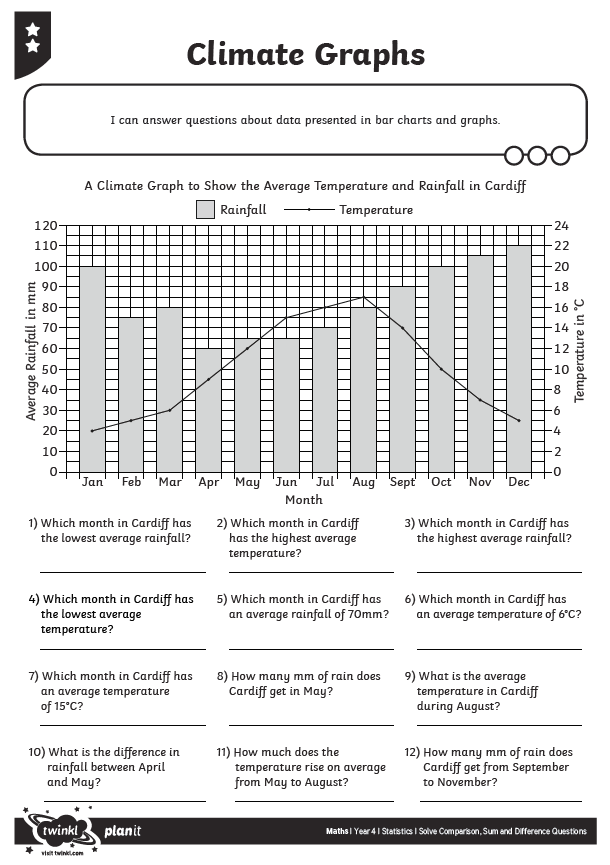 Climate Graphs
I can answer questions about data presented in bar charts and graphs.
A Climate Graph to Show the Average Temperature and Rainfall in Cardiff
Rainfall Temperature
Average Rainfall in mm
120
110
100
90
80
70
60
50
40
30
20
10
0
24
22
20
18
16
14
12
10
8
6
4
2
0
Temperature in °C
Jan Feb Mar Apr May Jun Jul Aug Sept Oct Nov Dec
Month
1) Which month in Cardiff has
the lowest average rainfall?
2) Which month in Cardiff
has the highest average
temperature?
3) Which month in Cardiff has
the highest average rainfall?
4) Which month in Cardiff has
the lowest average
temperature?
5) Which month in Cardiff has
an average rainfall of 70mm?
6) Which month in Cardiff has
an average temperature of 6°C?
7) Which month in Cardiff has
an average temperature
of 15°C?
8) How many mm of rain does
Cardiff get in May?
9) What is the average
temperature in Cardiff
during August?
10) What is the difference in
rainfall between April
and May?
11) How much does the
temperature rise on average
from May to August?
12) How many mm of rain does
Cardiff get from September
to November?
twinkl planit
visit twinkl.com
Maths | Year 4 | Statistics | Solve Comparison, Sum and Difference Questions